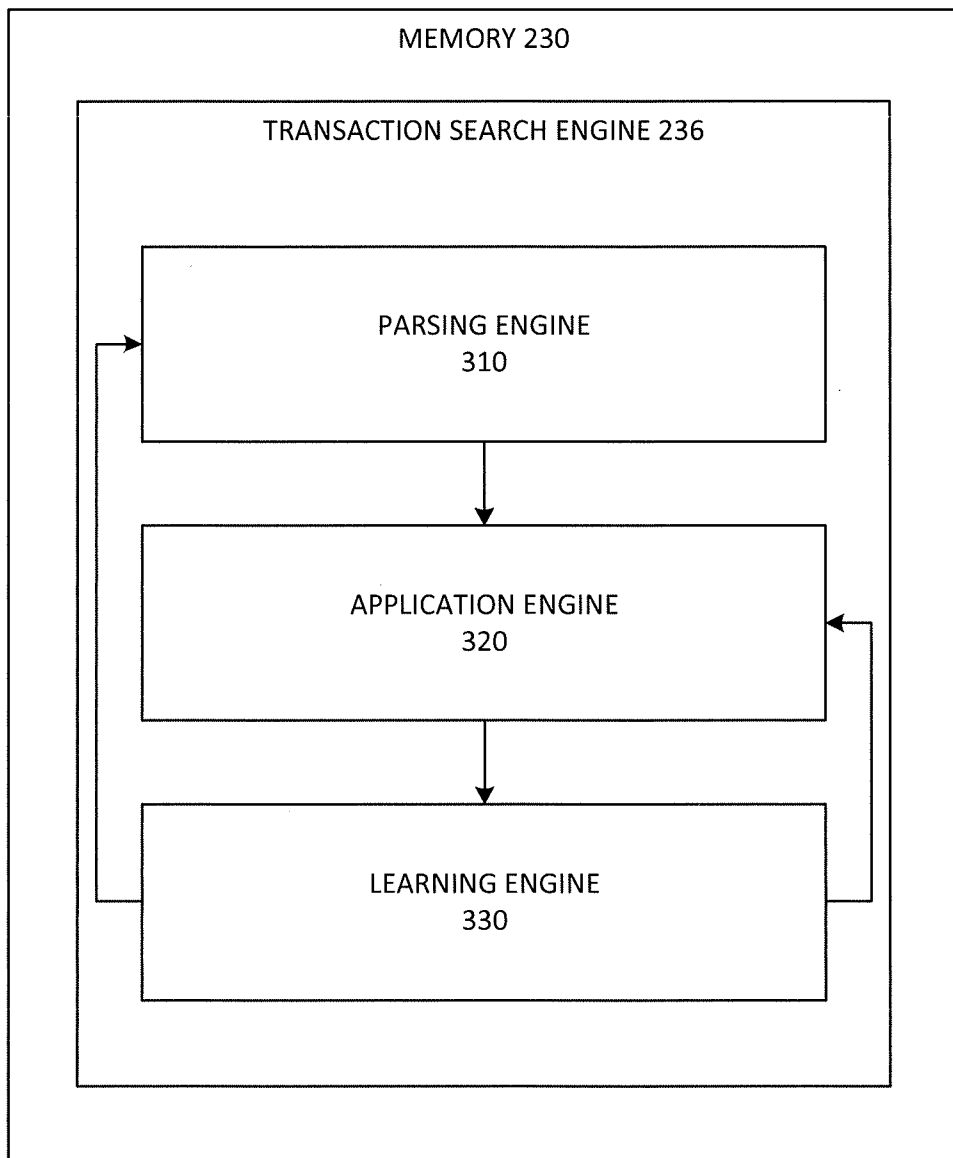 MEMORY 230
TRANSACTION SEARCH ENGINE 236
PARSING ENGINE
310
APPLICATION ENGINE
320
LEARNING ENGINE
330